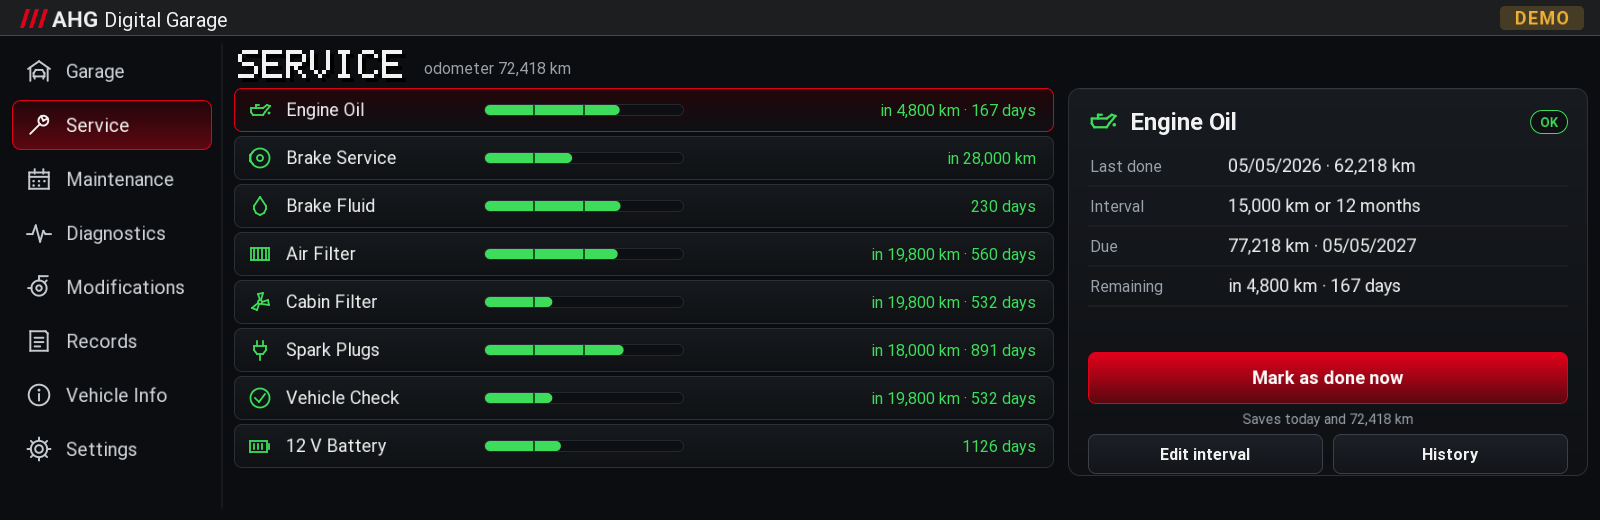 AHG Digital Garage
DEMO
Garage
Service
Maintenance
Diagnostics
Modifications
Records
Vehicle Info
Settings
SERVICE
odometer 72,418 km
Engine Oil
in 4,800 km · 167 days
Brake Service
in 28,000 km
Brake Fluid
230 days
Air Filter
in 19,800 km · 560 days
Cabin Filter
in 19,800 km · 532 days
Spark Plugs
in 18,000 km · 891 days
Vehicle Check
in 19,800 km · 532 days
12 V Battery
1126 days
Engine Oil
OK
Last done 05/05/2026 · 62,218 km
Interval 15,000 km or 12 months
Due 77,218 km · 05/05/2027
Remaining in 4,800 km · 167 days
Mark as done now
Saves today and 72,418 km
Edit interval
History